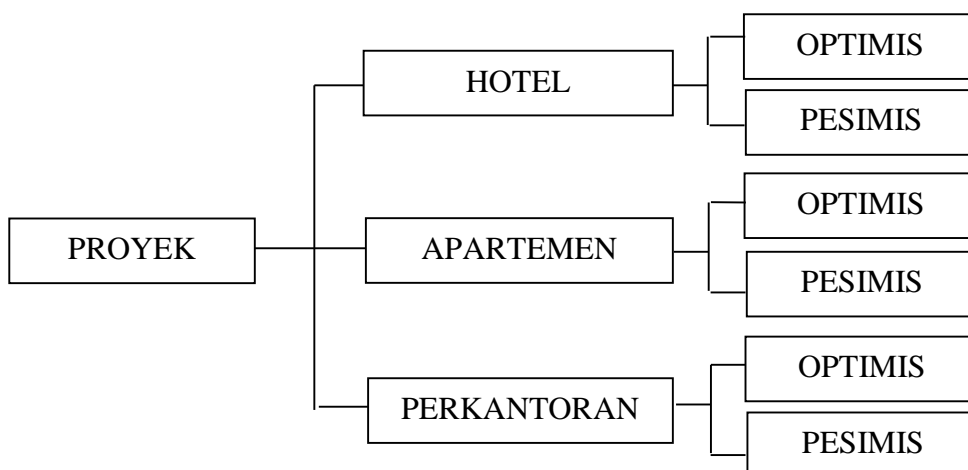 OPTIMIS
HOTEL
PESIMIS
OPTIMIS
PROYEK
APARTEMEN
PESIMIS
OPTIMIS
PERKANTORAN
PESIMIS